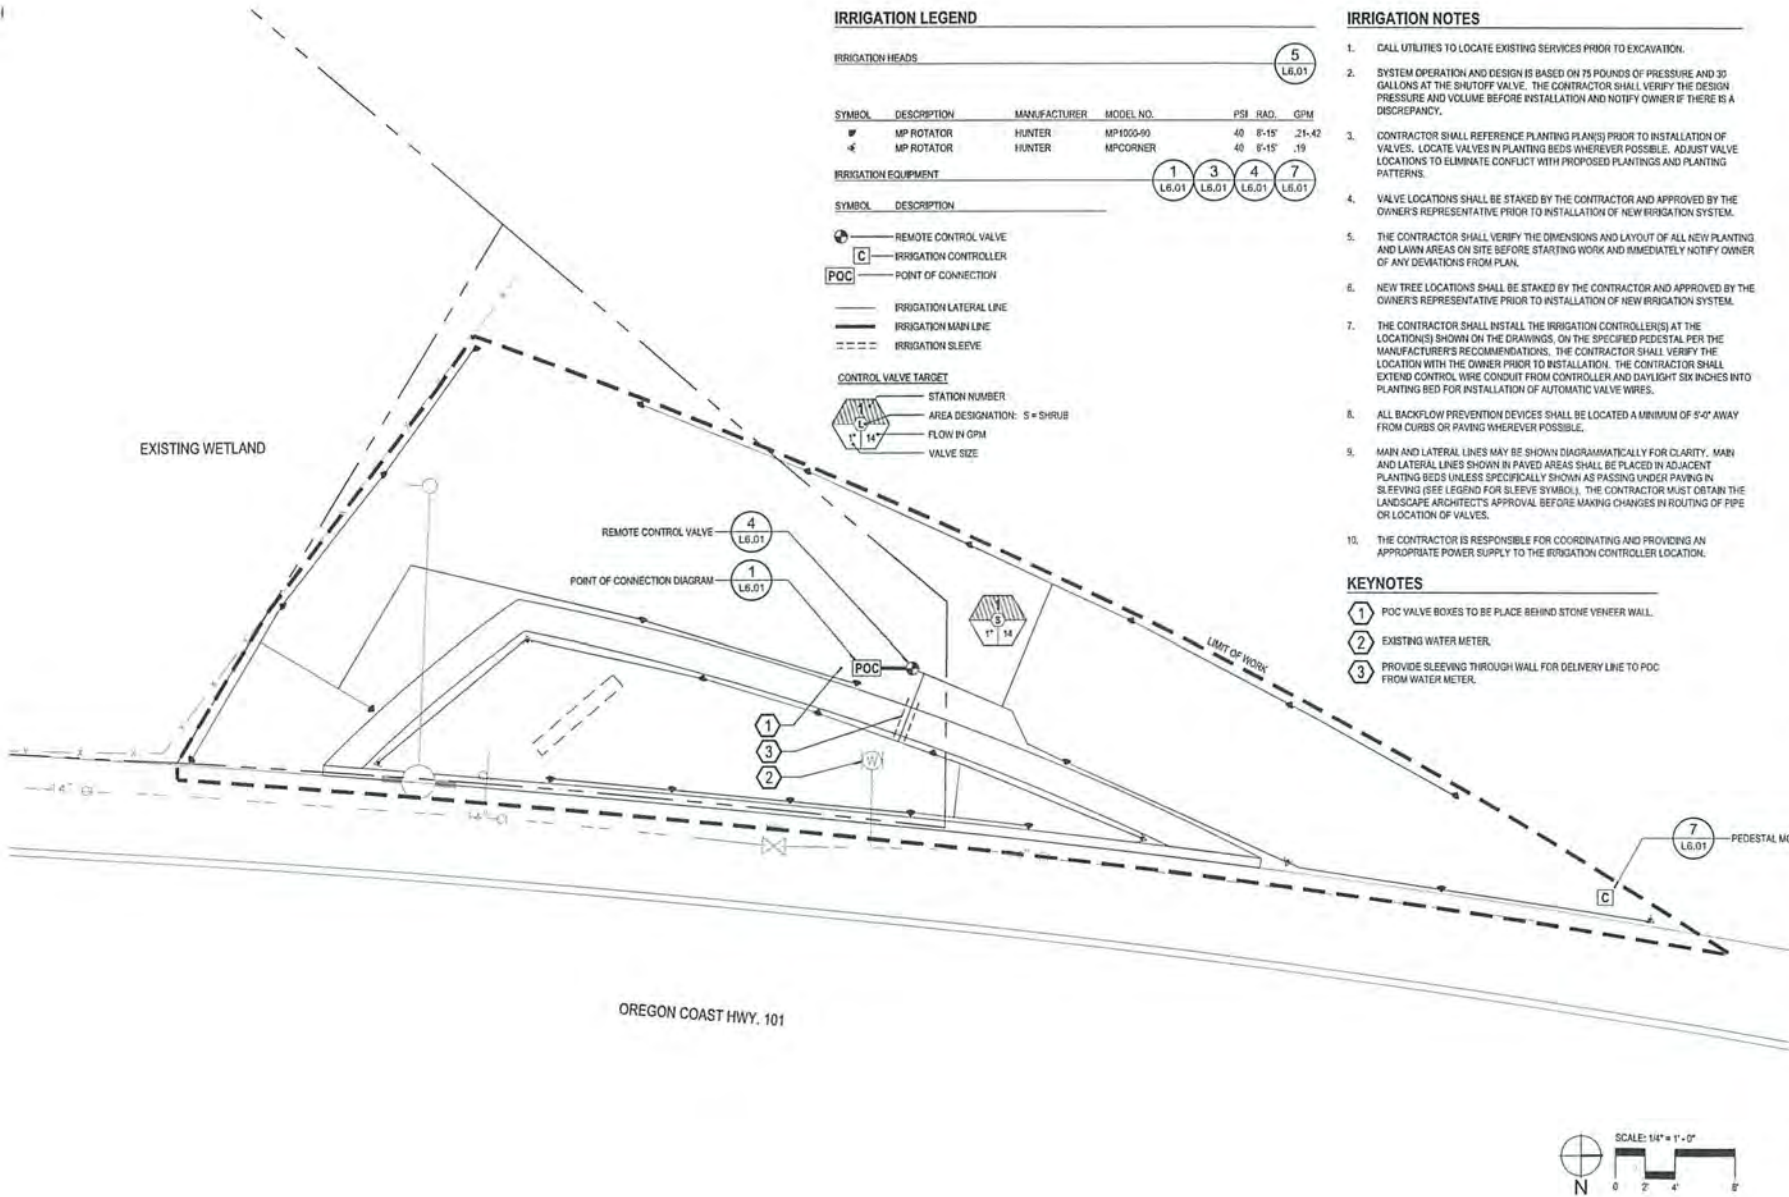 IRRIGATION LEGEND
IRRIGATION HEADS
5
L6.01
SYMBOL DESCRIPTION MANUFACTURER MODEL NO. PSI RAD. GPM
MP ROTATOR HUNTER MP1000-90 40 8'-15' .21-.42
MP ROTATOR HUNTER MPCORNER 40 8'-15' .19
IRRIGATION EQUIPMENT
1 3 4 7
L6.01 L6.01 L6.01 L6.01
SYMBOL DESCRIPTION
REMOTE CONTROL VALVE
C IRRIGATION CONTROLLER
POC POINT OF CONNECTION
IRRIGATION LATERAL LINE
IRRIGATION MAIN LINE
IRRIGATION SLEEVE
CONTROL VALVE TARGET
STATION NUMBER
AREA DESIGNATION: S = SHRUB
FLOW IN GPM
VALVE SIZE
1
L
1" 14
IRRIGATION NOTES
1. CALL UTILITIES TO LOCATE EXISTING SERVICES PRIOR TO EXCAVATION.
2. SYSTEM OPERATION AND DESIGN IS BASED ON 75 POUNDS OF PRESSURE AND 30
GALLONS AT THE SHUTOFF VALVE. THE CONTRACTOR SHALL VERIFY THE DESIGN
PRESSURE AND VOLUME BEFORE INSTALLATION AND NOTIFY OWNER IF THERE IS A
DISCREPANCY.
3. CONTRACTOR SHALL REFERENCE PLANTING PLAN(S) PRIOR TO INSTALLATION OF
VALVES. LOCATE VALVES IN PLANTING BEDS WHEREVER POSSIBLE. ADJUST VALVE
LOCATIONS TO ELIMINATE CONFLICT WITH PROPOSED PLANTINGS AND PLANTING
PATTERNS.
4. VALVE LOCATIONS SHALL BE STAKED BY THE CONTRACTOR AND APPROVED BY THE
OWNER'S REPRESENTATIVE PRIOR TO INSTALLATION OF NEW IRRIGATION SYSTEM.
5. THE CONTRACTOR SHALL VERIFY THE DIMENSIONS AND LAYOUT OF ALL NEW PLANTING
AND LAWN AREAS ON SITE BEFORE STARTING WORK AND IMMEDIATELY NOTIFY OWNER
OF ANY DEVIATIONS FROM PLAN.
6. NEW TREE LOCATIONS SHALL BE STAKED BY THE CONTRACTOR AND APPROVED BY THE
OWNER'S REPRESENTATIVE PRIOR TO INSTALLATION OF NEW IRRIGATION SYSTEM.
7. THE CONTRACTOR SHALL INSTALL THE IRRIGATION CONTROLLER(S) AT THE
LOCATION(S) SHOWN ON THE DRAWINGS, ON THE SPECIFIED PEDESTAL PER THE
MANUFACTURER'S RECOMMENDATIONS. THE CONTRACTOR SHALL VERIFY THE
LOCATION WITH THE OWNER PRIOR TO INSTALLATION. THE CONTRACTOR SHALL
EXTEND CONTROL WIRE CONDUIT FROM CONTROLLER AND DAYLIGHT SIX INCHES INTO
PLANTING BED FOR INSTALLATION OF AUTOMATIC VALVE WIRES.
8. ALL BACKFLOW PREVENTION DEVICES SHALL BE LOCATED A MINIMUM OF 5'-0" AWAY
FROM CURBS OR PAVING WHEREVER POSSIBLE.
9. MAIN AND LATERAL LINES MAY BE SHOWN DIAGRAMMATICALLY FOR CLARITY. MAIN
AND LATERAL LINES SHOWN IN PAVED AREAS SHALL BE PLACED IN ADJACENT
PLANTING BEDS UNLESS SPECIFICALLY SHOWN AS PASSING UNDER PAVING IN
SLEEVING (SEE LEGEND FOR SLEEVE SYMBOL). THE CONTRACTOR MUST OBTAIN THE
LANDSCAPE ARCHITECT'S APPROVAL BEFORE MAKING CHANGES IN ROUTING OF PIPE
OR LOCATION OF VALVES.
10. THE CONTRACTOR IS RESPONSIBLE FOR COORDINATING AND PROVIDING AN
APPROPRIATE POWER SUPPLY TO THE IRRIGATION CONTROLLER LOCATION.
KEYNOTES
1 POC VALVE BOXES TO BE PLACE BEHIND STONE VENEER WALL.
2 EXISTING WATER METER.
3 PROVIDE SLEEVING THROUGH WALL FOR DELIVERY LINE TO POC
FROM WATER METER.
EXISTING WETLAND
REMOTE CONTROL VALVE 4
L6.01
POINT OF CONNECTION DIAGRAM 1
L6.01
1
S
1" 14
POC
LIMIT OF WORK
1
3
2
W
14"
7
L6.01
PEDESTAL
C
OREGON COAST HWY. 101
SCALE: 1/4" = 1'-0"
N
0 2' 4' 8'